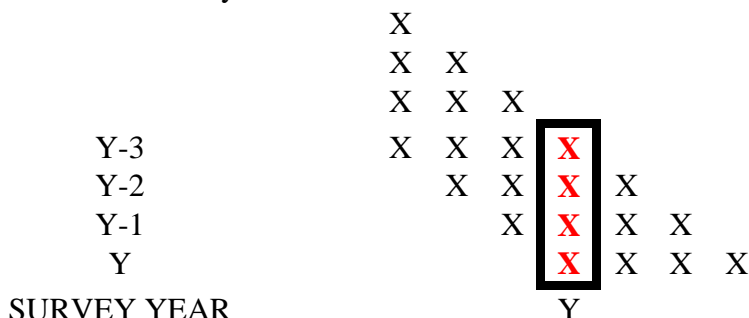 X
X X
X X X
Y-3 X X X X
Y-2 X X X X
Y-1 X X X X
Y X X X X
SURVEY YEAR Y